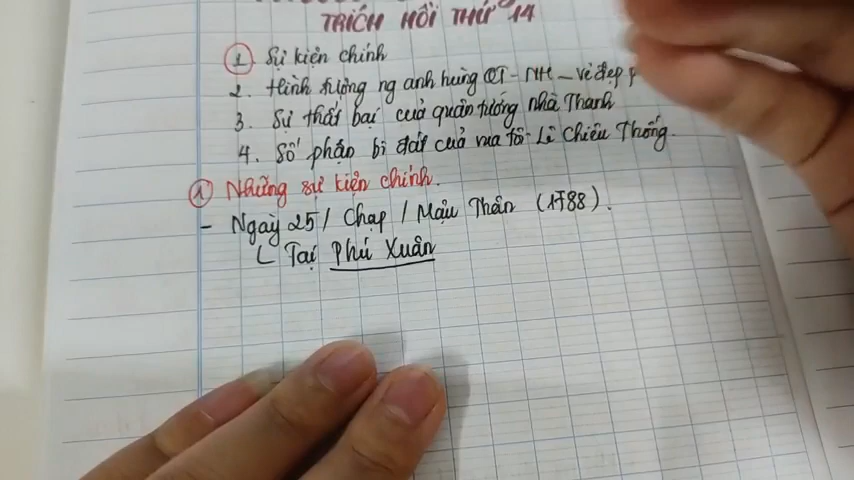 TRÍCH HỒI THỨ 14
1 Sự kiện chính
2. Hình tượng ng anh hùng QT - NH - vẻ đẹp
3. Sự thất bại của quân tướng nhà Thanh
4. Số phận bi đát của vua tôi Lê Chiêu Thống.
1 Những sự kiện chính.
- Ngày 25 / Chạp / Mậu Thân (1788).
Tại Phú Xuân